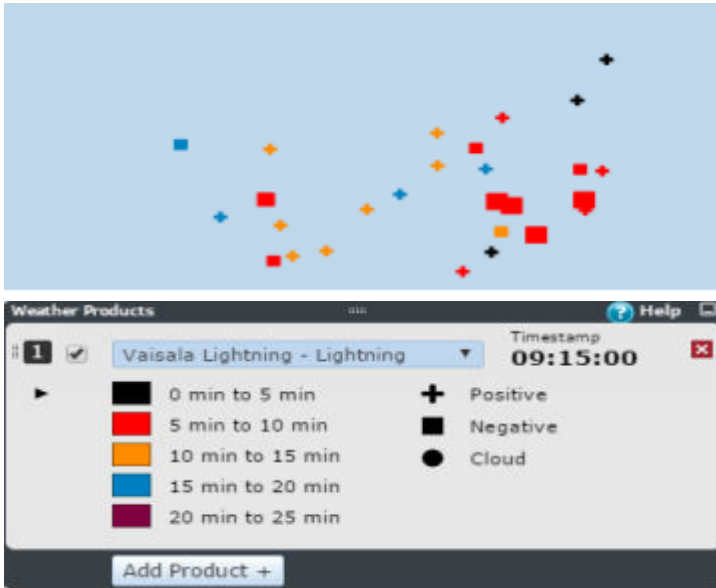 Weather Products
? Help
1 Vaisala Lightning - Lightning
Timestamp
09:15:00
0 min to 5 min
Positive
5 min to 10 min
Negative
10 min to 15 min
Cloud
15 min to 20 min
20 min to 25 min
Add Product +